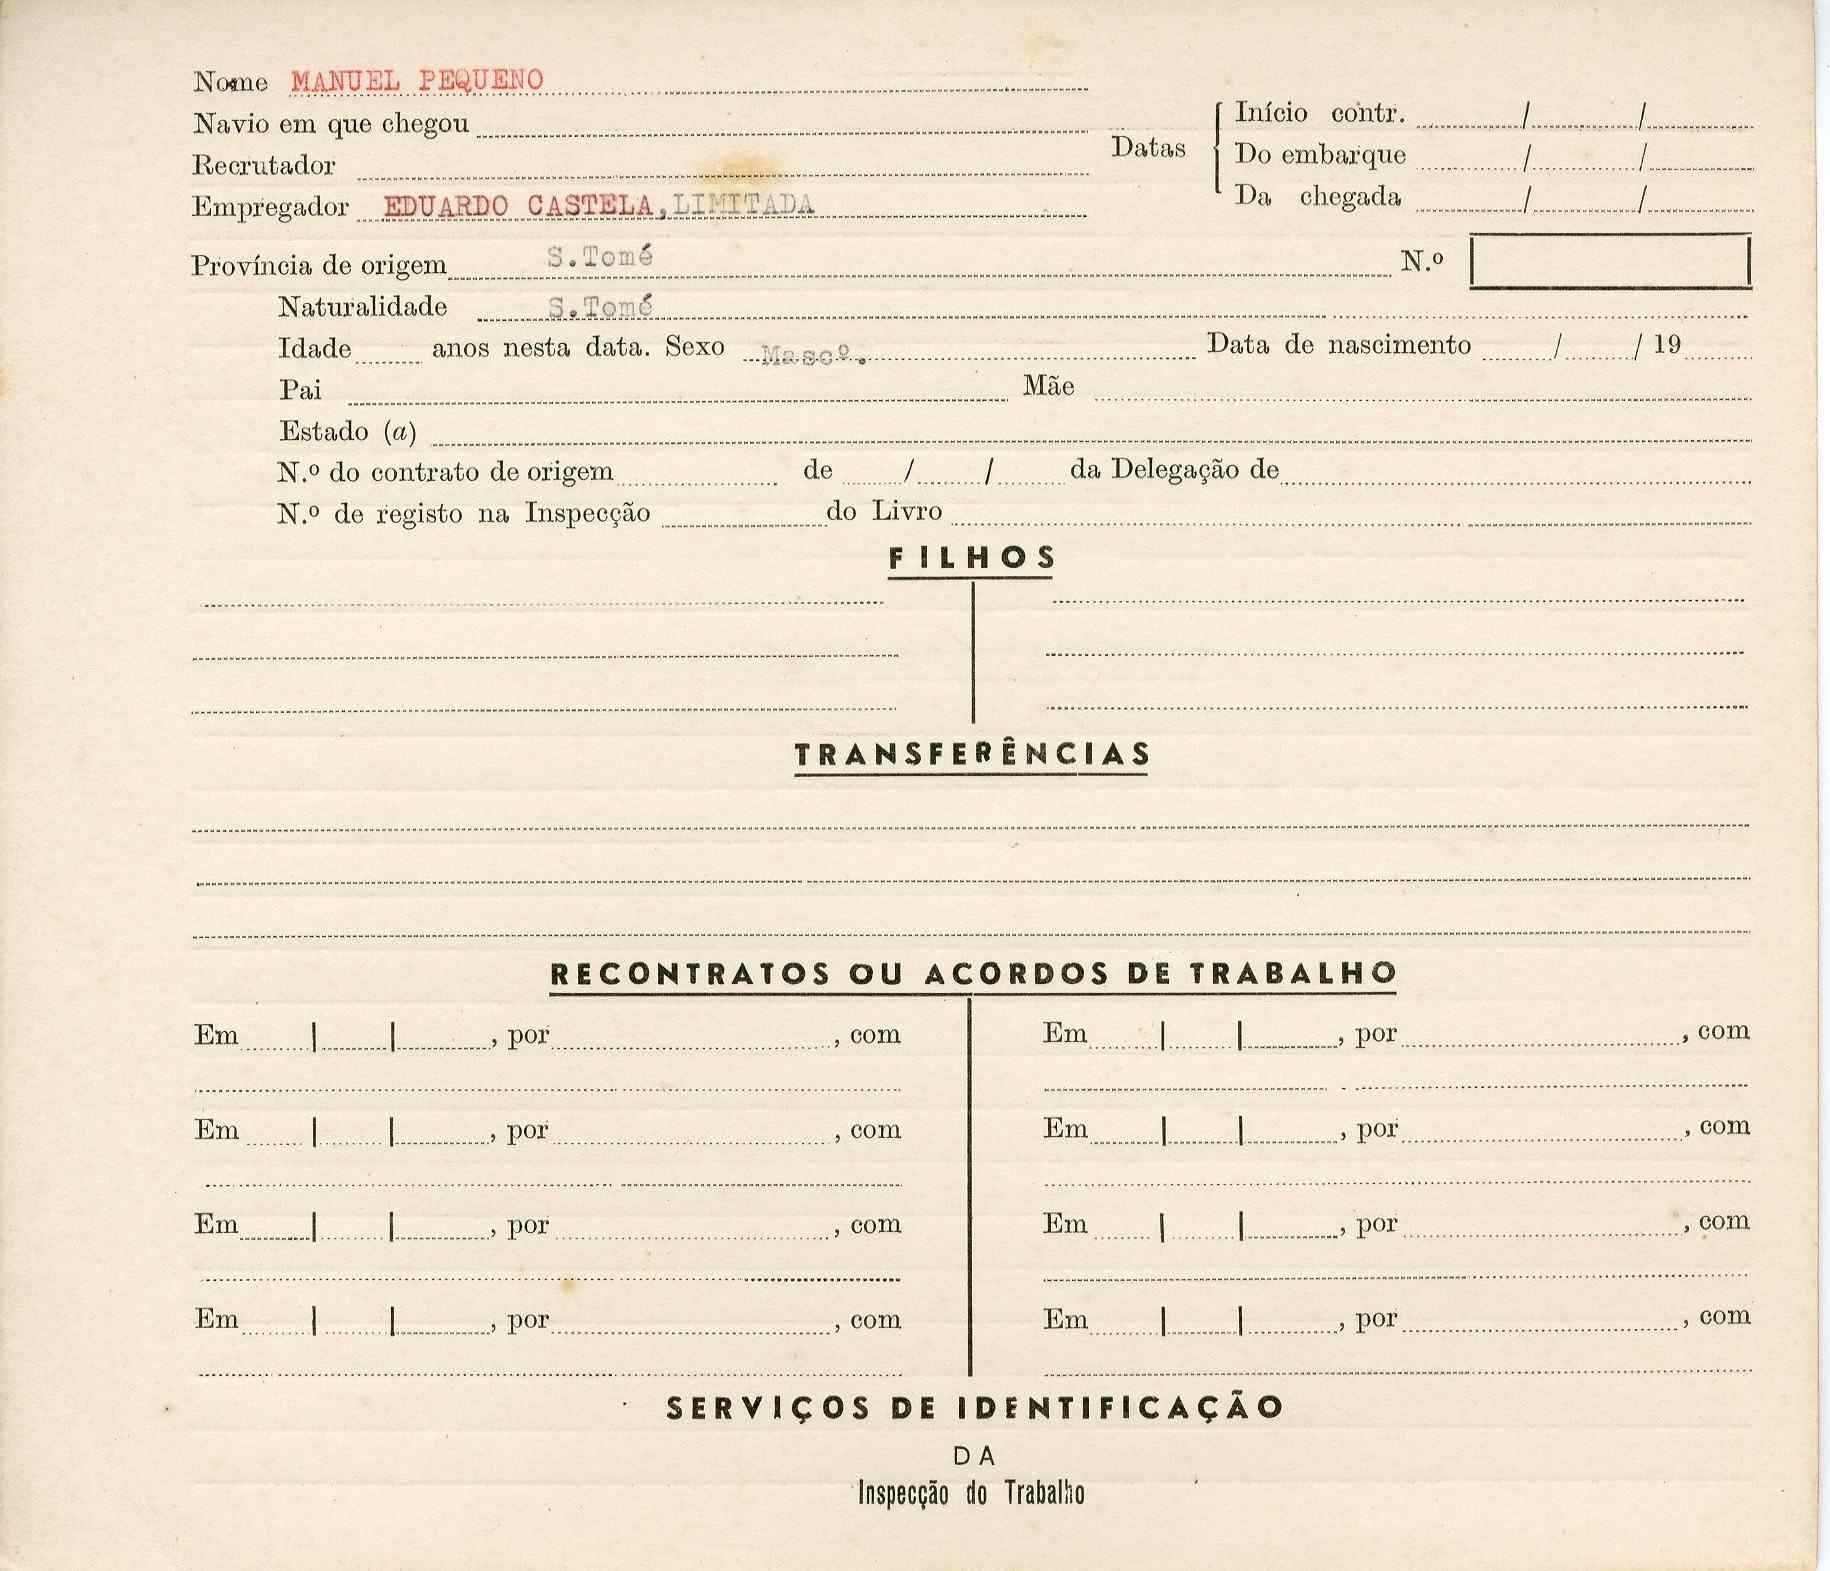 Nome MANUEL PEQUENO
Navio em que chegou
Recrutador
Empregador EDUARDO CASTELA, LIMITADA
Datas
Início contr. / /
Do embarque / /
Da chegada / /
Província de origem S.Tomé N.º
Naturalidade S.Tomé
Idade anos nesta data. Sexo Mascº. Data de nascimento / / 19
Pai Mãe
Estado (a)
N.º do contrato de origem de / / da Delegação de
N.º de registo na Inspecção do Livro
FILHOS
TRANSFERÊNCIAS
RECONTRATOS OU ACORDOS DE TRABALHO
Em | | , por , com
Em | | , por , com
Em | | , por , com
Em | | , por , com
Em | | , por , com
Em | | , por , com
Em | | , por , com
Em | | , por , com
SERVIÇOS DE IDENTIFICAÇÃO
DA
Inspecção do Trabalho